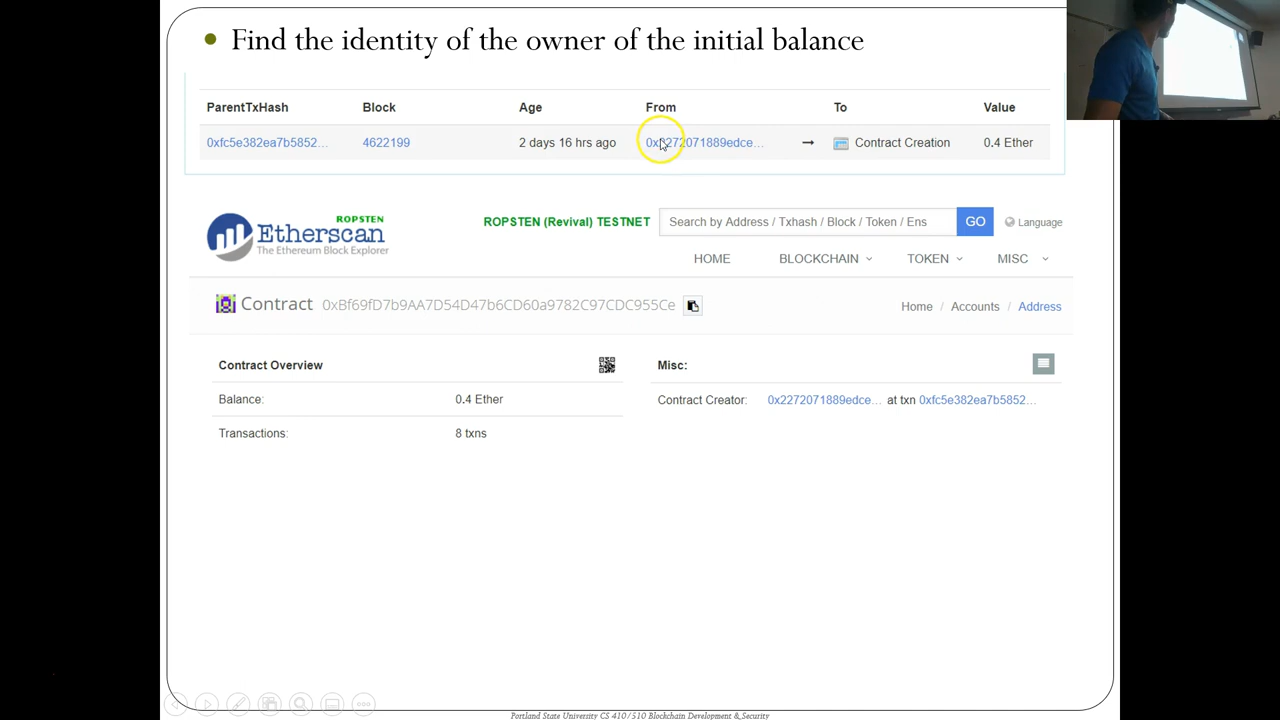 Find the identity of the owner of the initial balance
ParentTxHash Block Age From To Value
0xfc5e382ea7b5852... 4622199 2 days 16 hrs ago 0x2272071889edce... → Contract Creation 0.4 Ether
ROPSTEN
Etherscan
The Ethereum Block Explorer
ROPSTEN (Revival) TESTNET Search by Address / Txhash / Block / Token / Ens GO Language
HOME BLOCKCHAIN TOKEN MISC
Contract 0xBf69fD7b9AA7D54D47b6CD60a9782C97CDC955Ce Home / Accounts / Address
Contract Overview Misc:
Balance: 0.4 Ether Contract Creator: 0x2272071889edce... at txn 0xfc5e382ea7b5852...
Transactions: 8 txns
Portland State University CS 410/510 Blockchain Development & Security